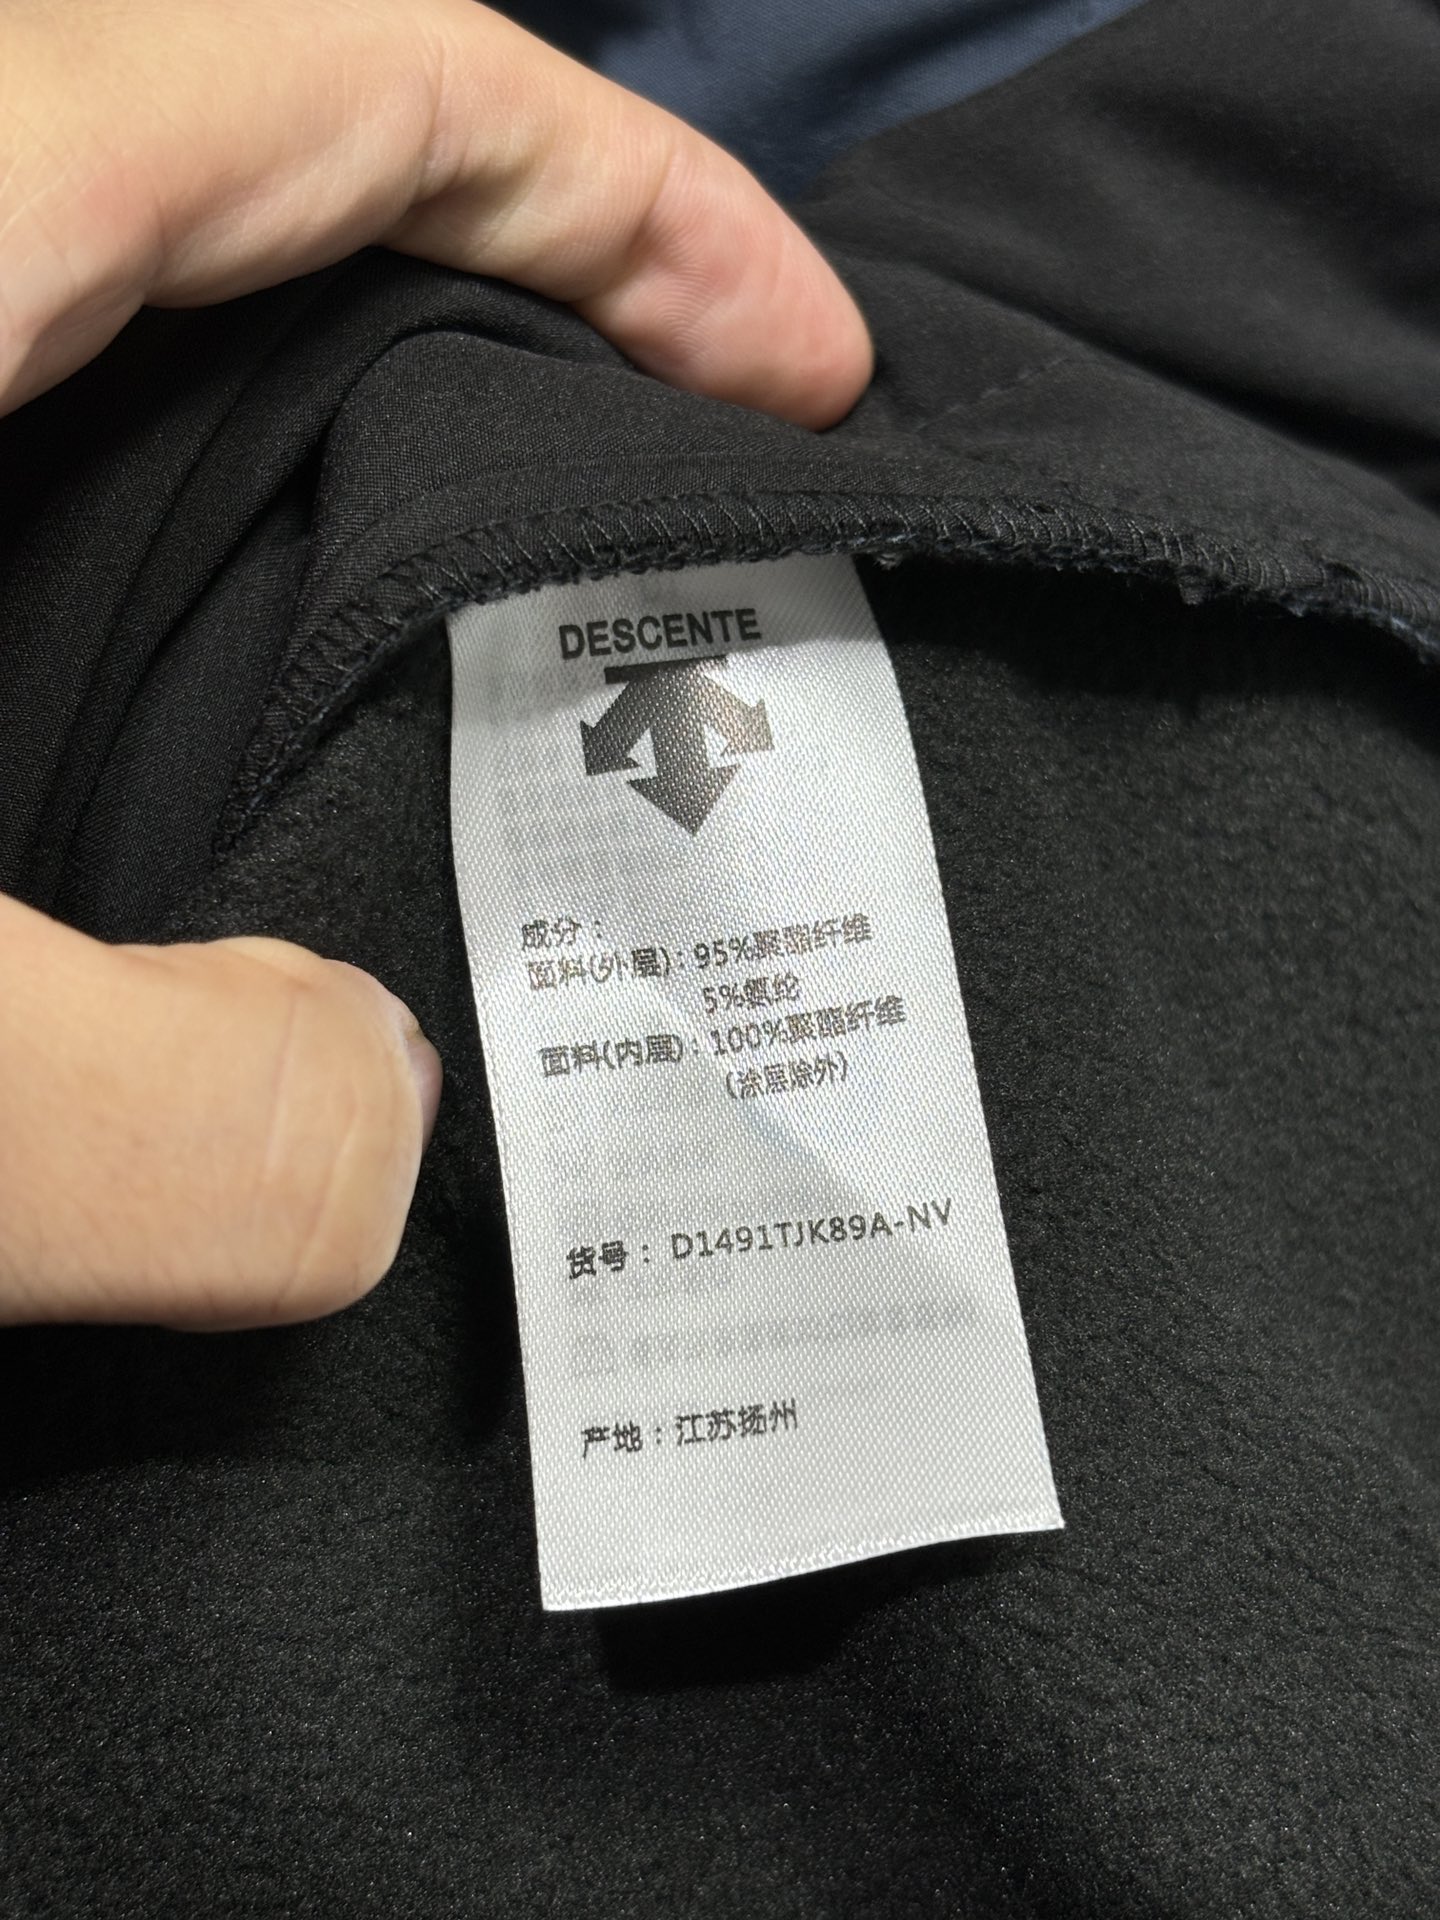 DESCENTE
成分：
面料(外层)：95%聚酯纤维
5%氨纶
面料(内层)：100%聚酯纤维
(涂层除外)
货号：D1491TJK89A-NV
产地：江苏扬州